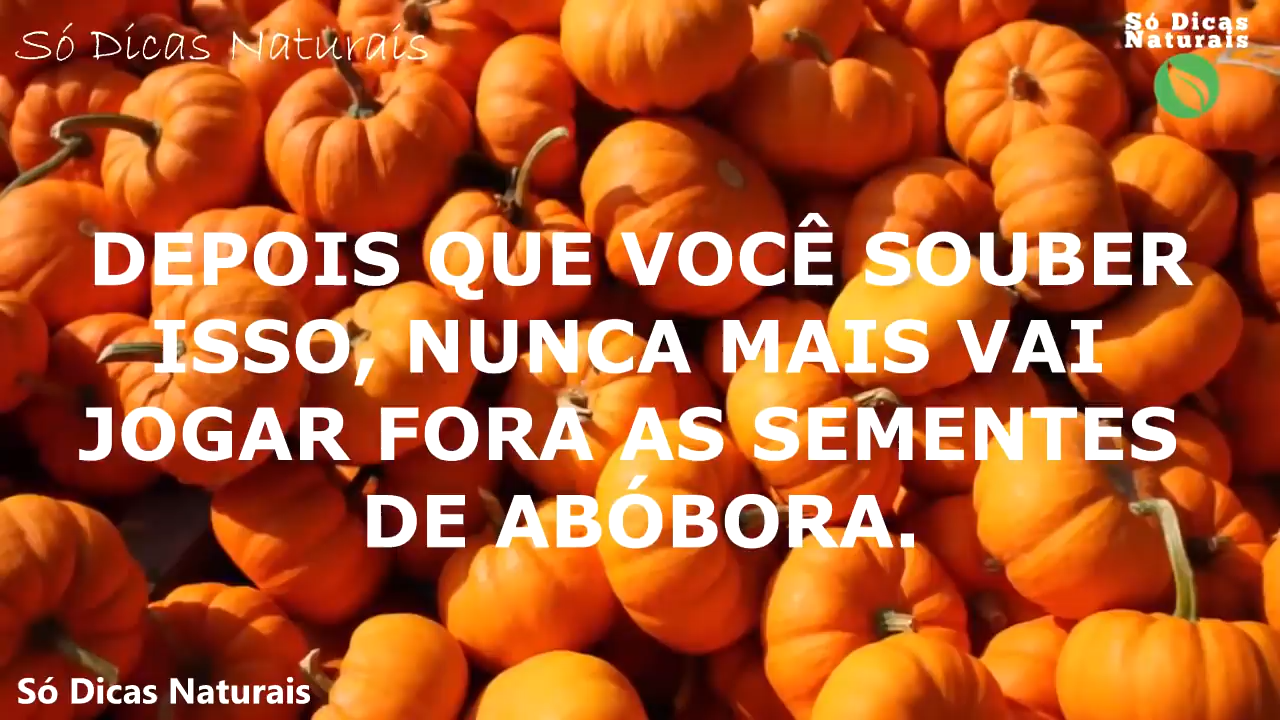 Só Dicas Naturais
Só Dicas
Naturais
DEPOIS QUE VOCÊ SOUBER
ISSO, NUNCA MAIS VAI
JOGAR FORA AS SEMENTES
DE ABÓBORA.
Só Dicas Naturais